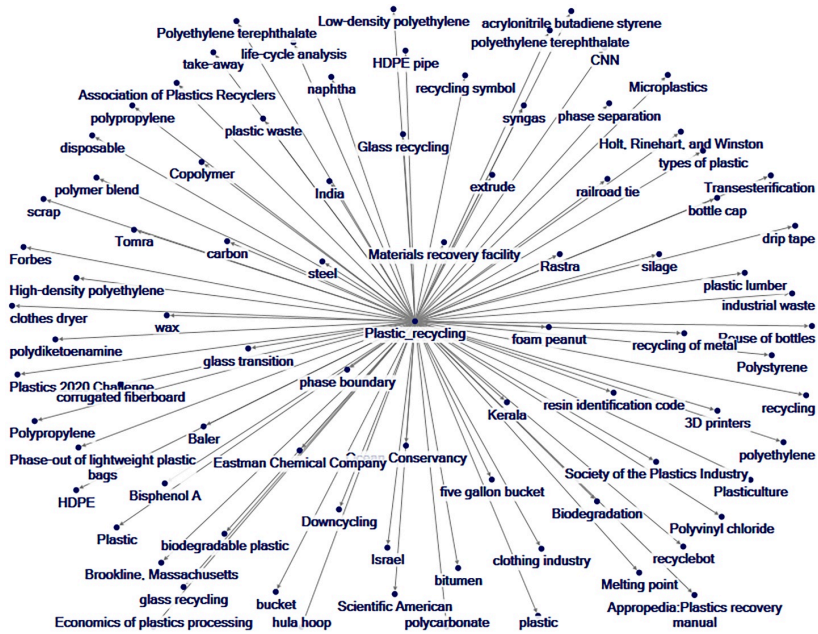 Low-density polyethylene
acrylonitrile butadiene styrene
Polyethylene terephthalate
polyethylene terephthalate
life-cycle analysis
take-away
HDPE pipe
CNN
naphtha
recycling symbol
Microplastics
Association of Plastics Recyclers
polypropylene
plastic waste
syngas
phase separation
disposable
Glass recycling
Holt, Rinehart, and Winston
types of plastic
Copolymer
polymer blend
India
extrude
railroad tie
Transesterification
scrap
bottle cap
Tomra
carbon
Materials recovery facility
drip tape
Forbes
steel
Rastra
silage
High-density polyethylene
plastic lumber
industrial waste
clothes dryer
wax
Plastic_recycling
foam peanut
recycling of metal
House of bottles
polydiketoenamine
glass transition
Polystyrene
Plastics 2020 Challenge
corrugated fiberboard
phase boundary
Kerala
resin identification code
recycling
3D printers
Polypropylene
Baler
polyethylene
Phase-out of lightweight plastic
bags
Eastman Chemical Company
Ocean Conservancy
Society of the Plastics Industry
HDPE
Bisphenol A
five gallon bucket
Plasticulture
Downcycling
Biodegradation
Polyvinyl chloride
Plastic
biodegradable plastic
Israel
clothing industry
recyclebot
Brookline, Massachusetts
bitumen
Melting point
glass recycling
bucket
Scientific American
Appropedia:Plastics recovery
manual
Economics of plastics processing
hula hoop
polycarbonate
plastic